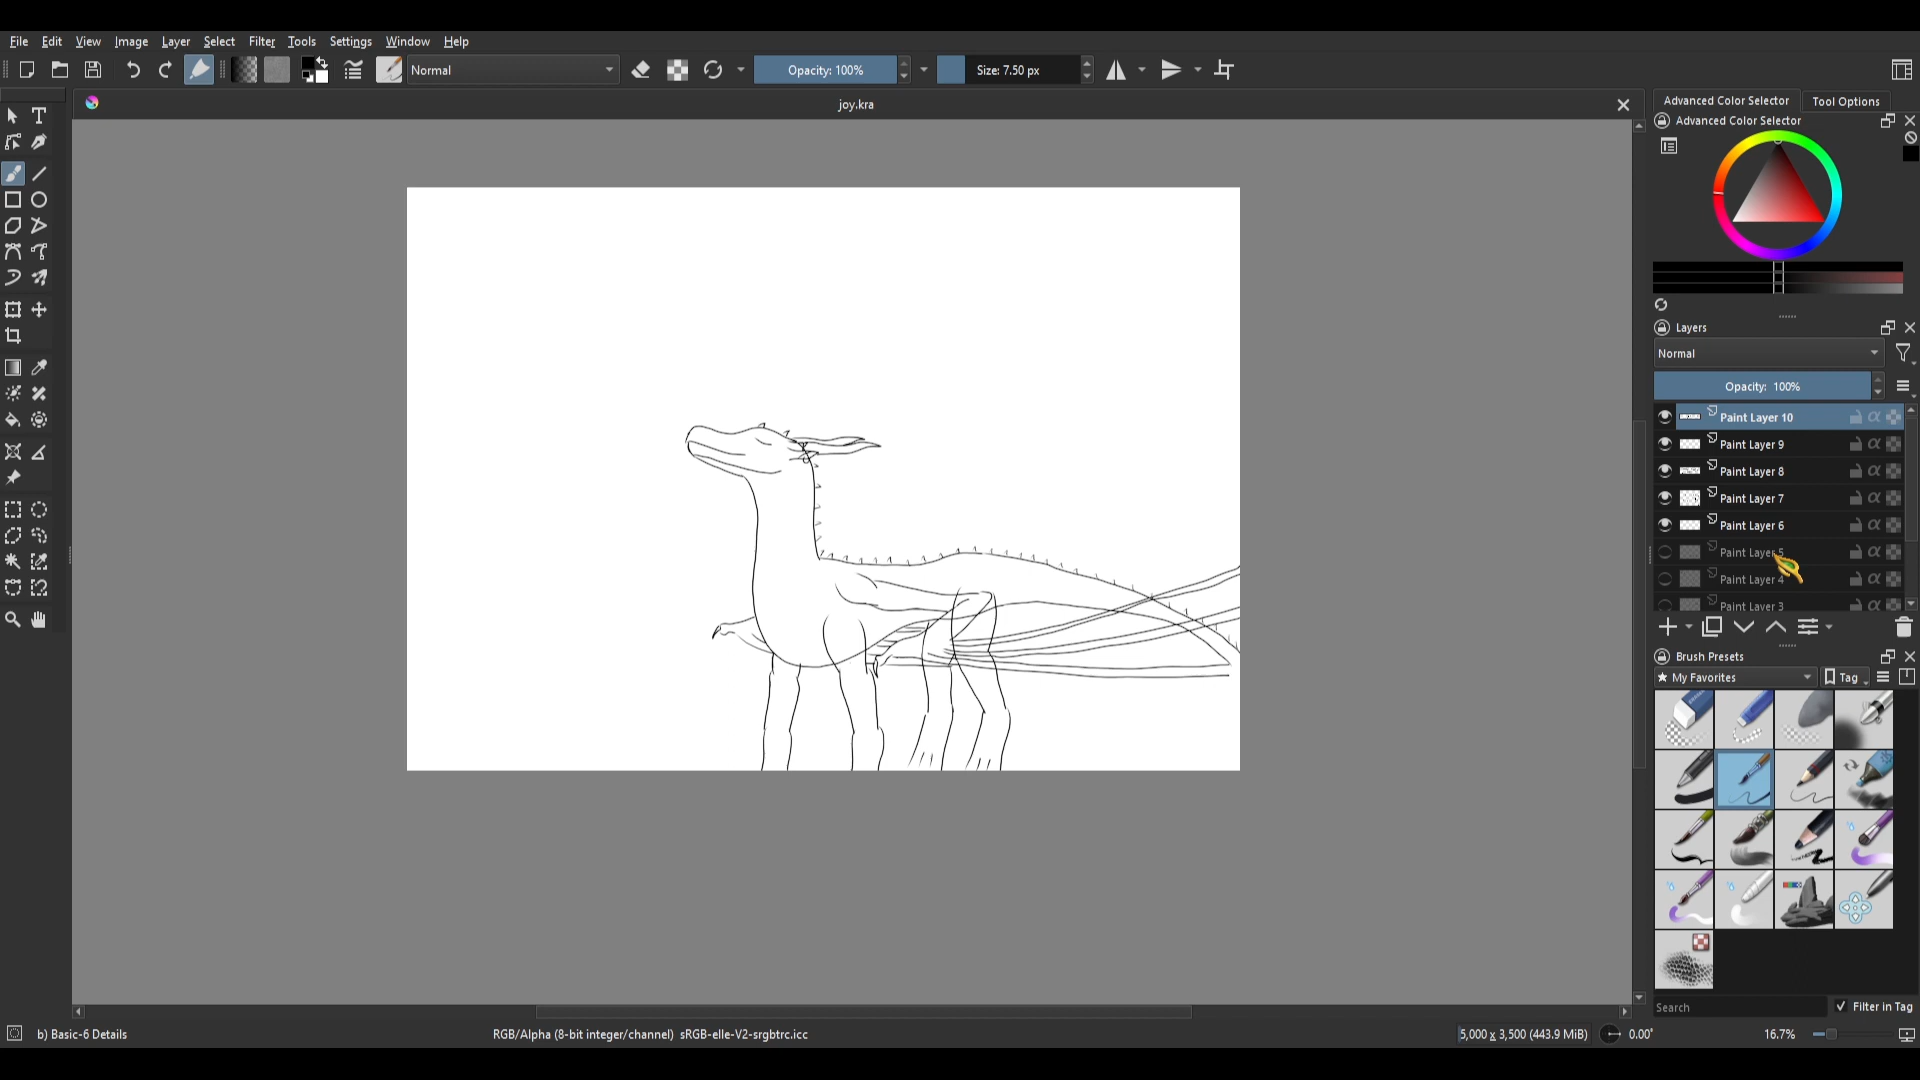 File Edit View Image Layer Select Filter Tools Settings Window Help
Normal Opacity: 100% Size: 7.50 px
joy.kra
Advanced Color Selector Tool Options
Advanced Color Selector
Layers
Normal
Opacity: 100%
Paint Layer 10
Paint Layer 9
Paint Layer 8
Paint Layer 7
Paint Layer 6
Paint Layer 5
Paint Layer 4
Paint Layer 3
Brush Presets
My Favorites Tag
Search Filter in Tag
b) Basic-6 Details RGB/Alpha (8-bit integer/channel) sRGB-elle-V2-srgbtrc.icc 5,000 x 3,500 (443.9 MiB) 0.00° 16.7%